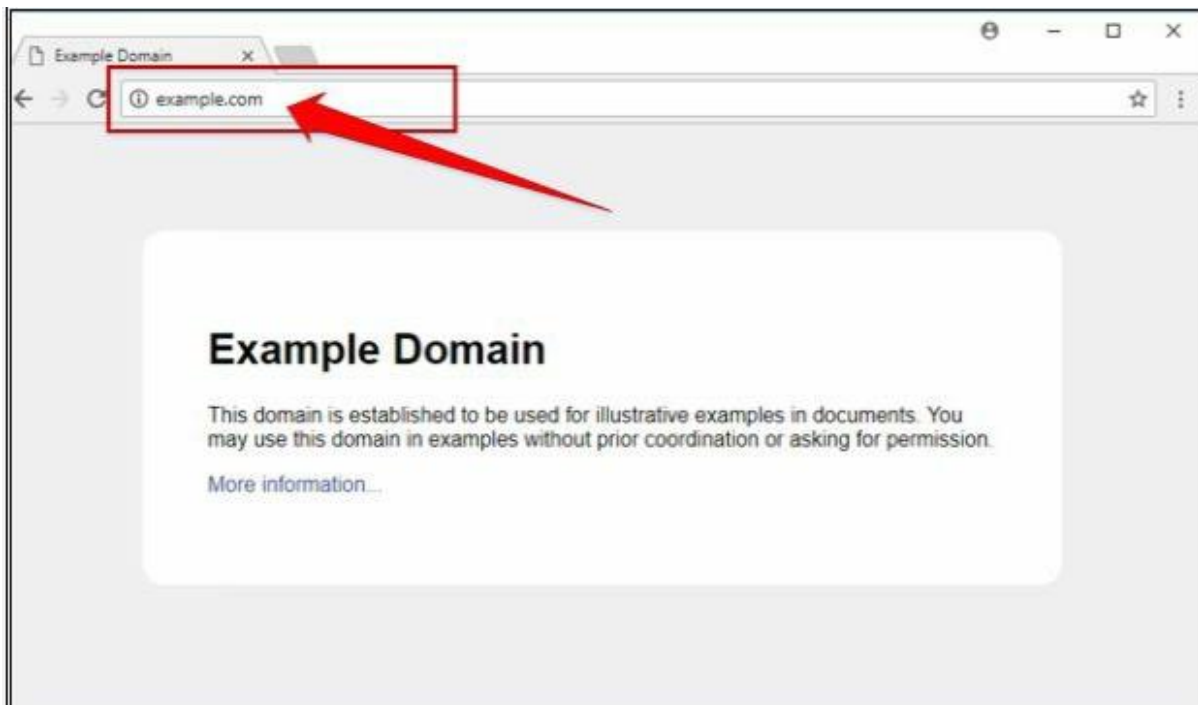 Example Domain
example.com
Example Domain
This domain is established to be used for illustrative examples in documents. You
may use this domain in examples without prior coordination or asking for permission.
More information...